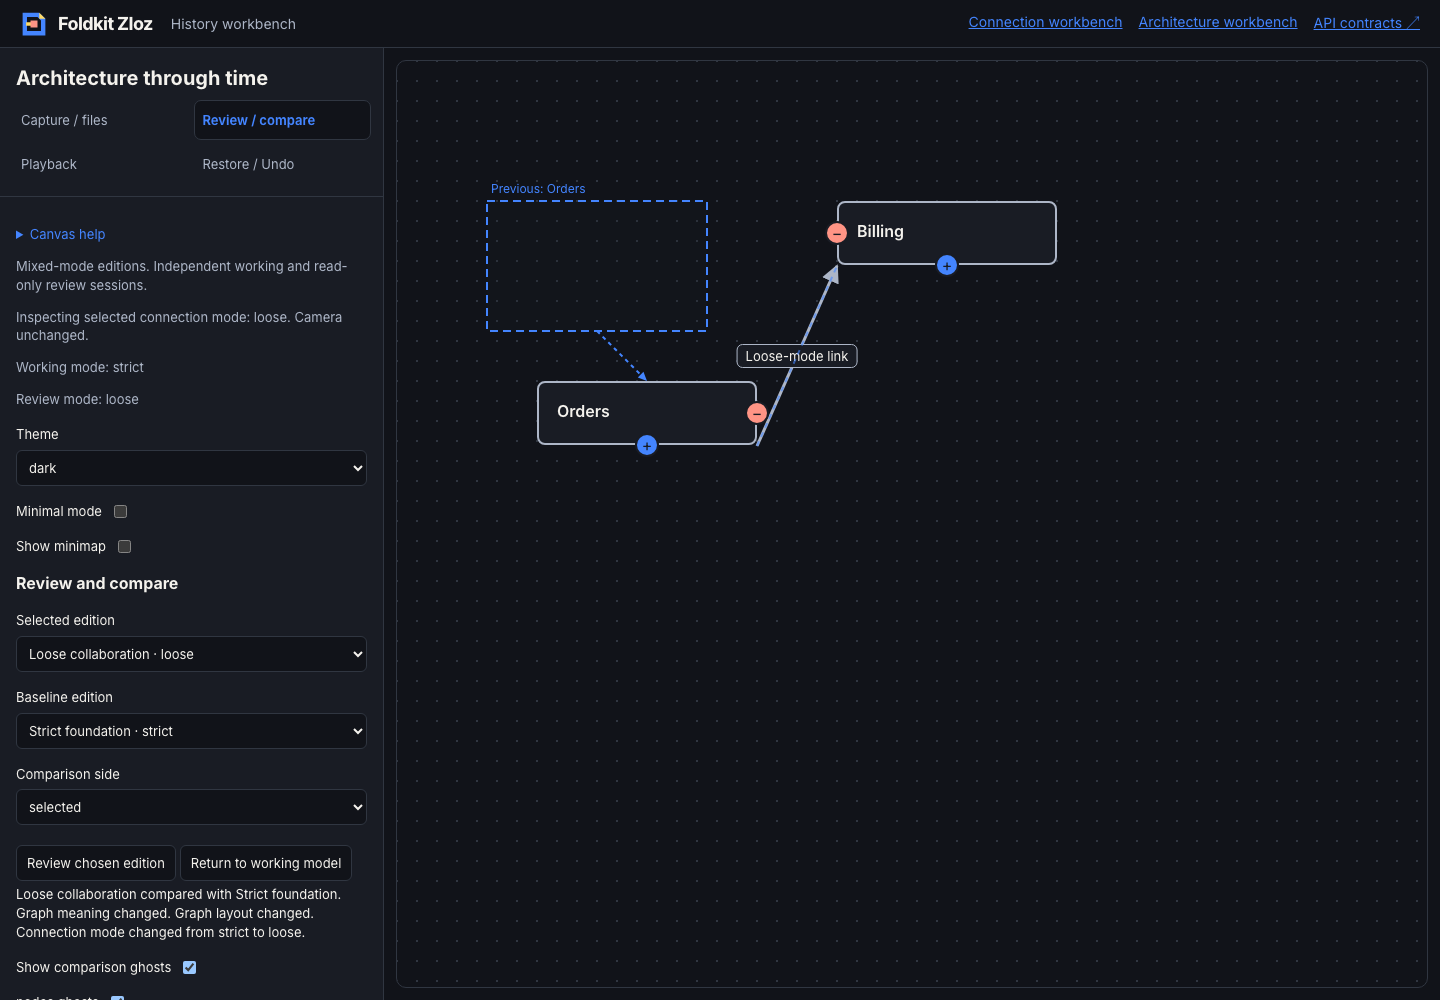 Foldkit Zloz
History workbench
Connection workbench
Architecture workbench
API contracts ↗
Architecture through time
Capture / files
Review / compare
Playback
Restore / Undo
Canvas help
Mixed-mode editions. Independent working and read-
only review sessions.
Inspecting selected connection mode: loose. Camera
unchanged.
Working mode: strict
Review mode: loose
Theme
dark
Minimal mode
Show minimap
Review and compare
Selected edition
Loose collaboration · loose
Baseline edition
Strict foundation · strict
Comparison side
selected
Review chosen edition
Return to working model
Loose collaboration compared with Strict foundation.
Graph meaning changed. Graph layout changed.
Connection mode changed from strict to loose.
Show comparison ghosts
nodes ghosts
Previous: Orders
Billing
−
+
Loose-mode link
Orders
−
+